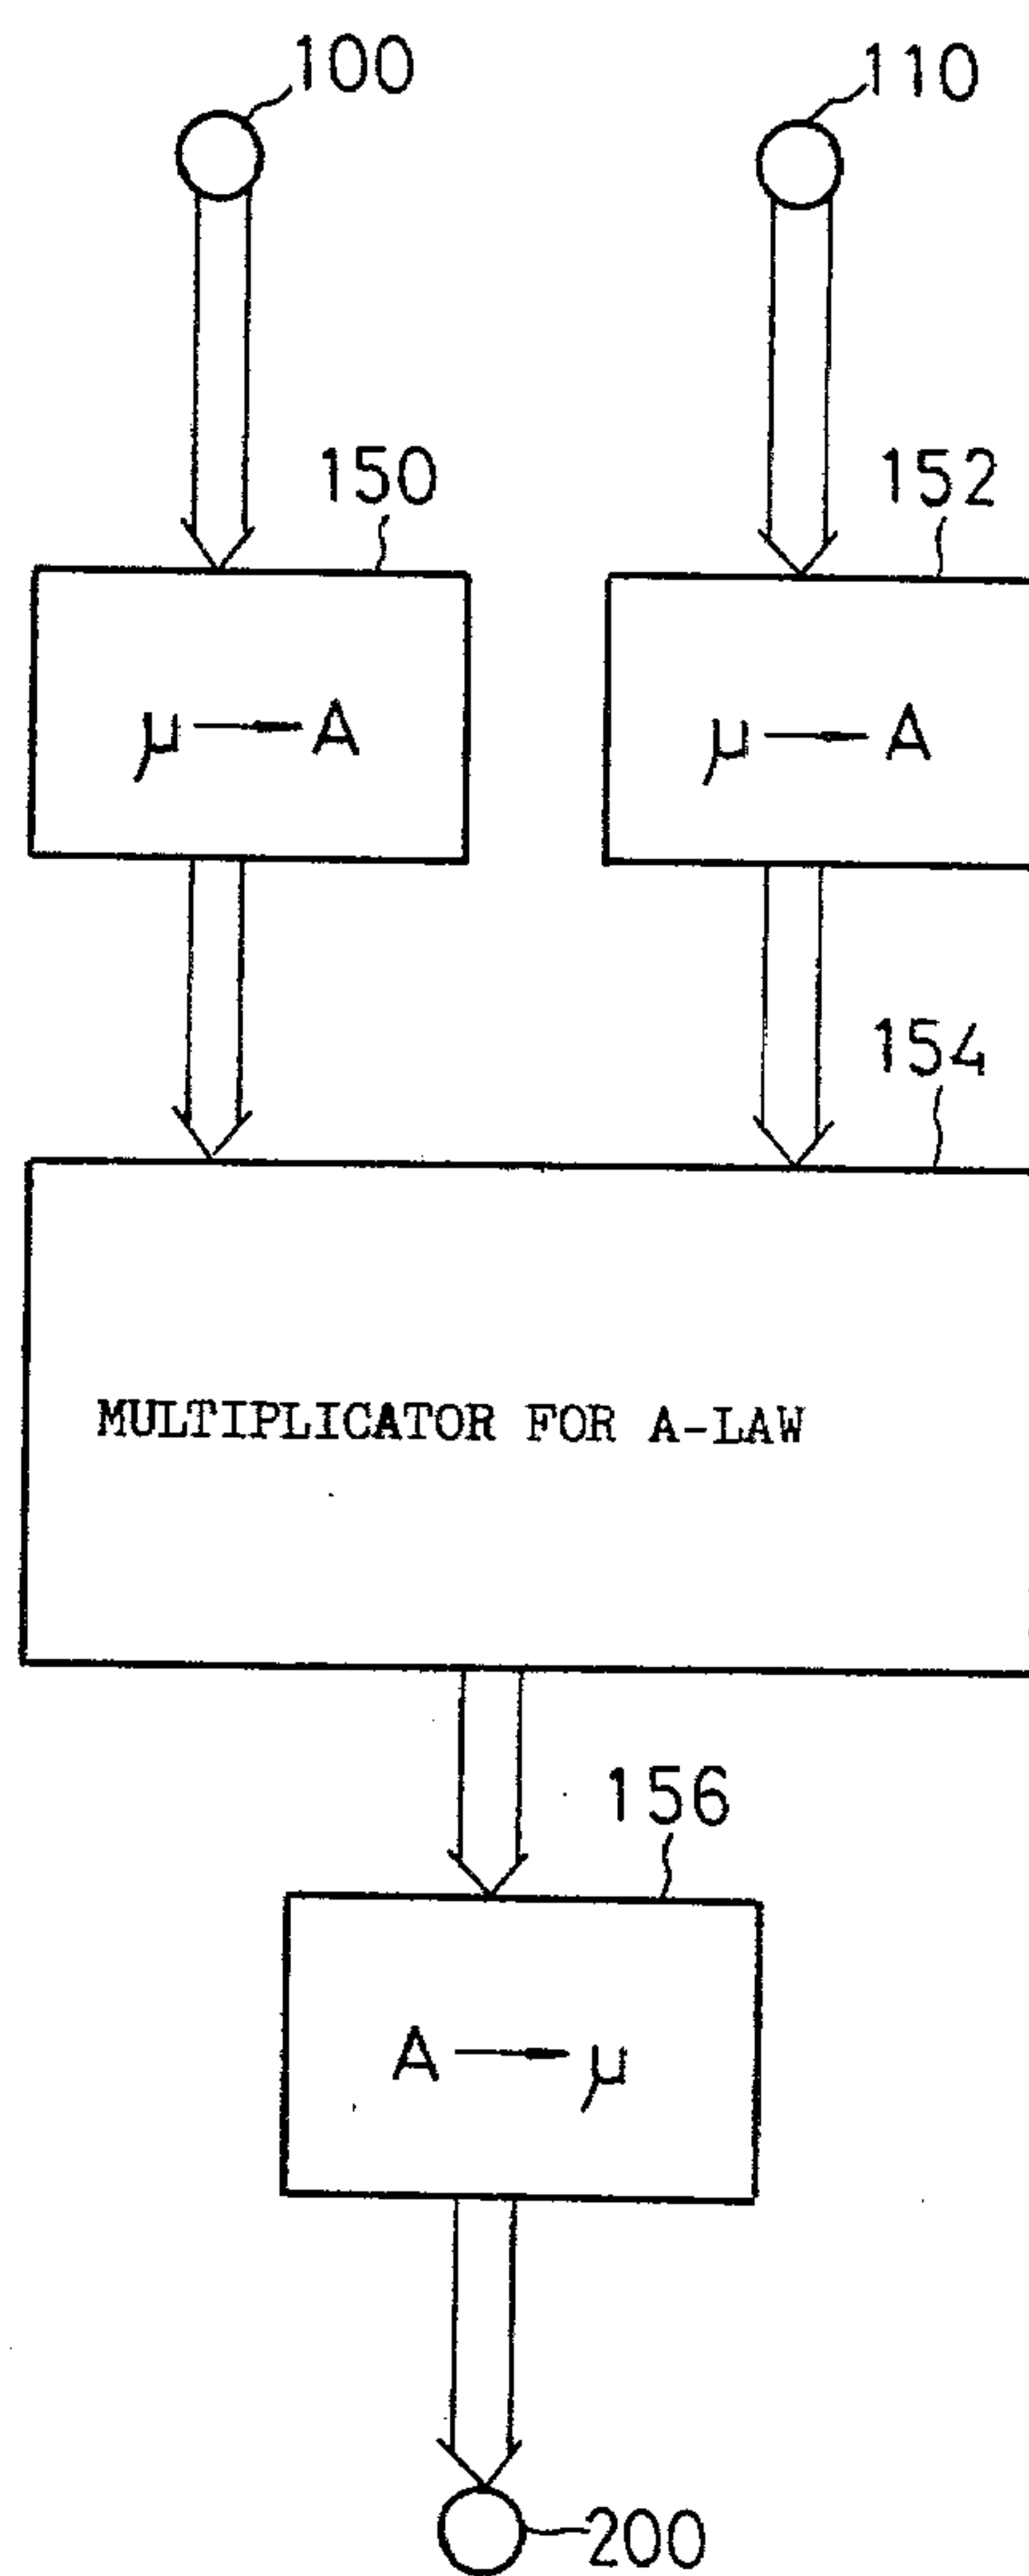 100 110
150 152
μ → A μ → A
154
MULTIPLICATOR FOR A-LAW
156
A → μ
200